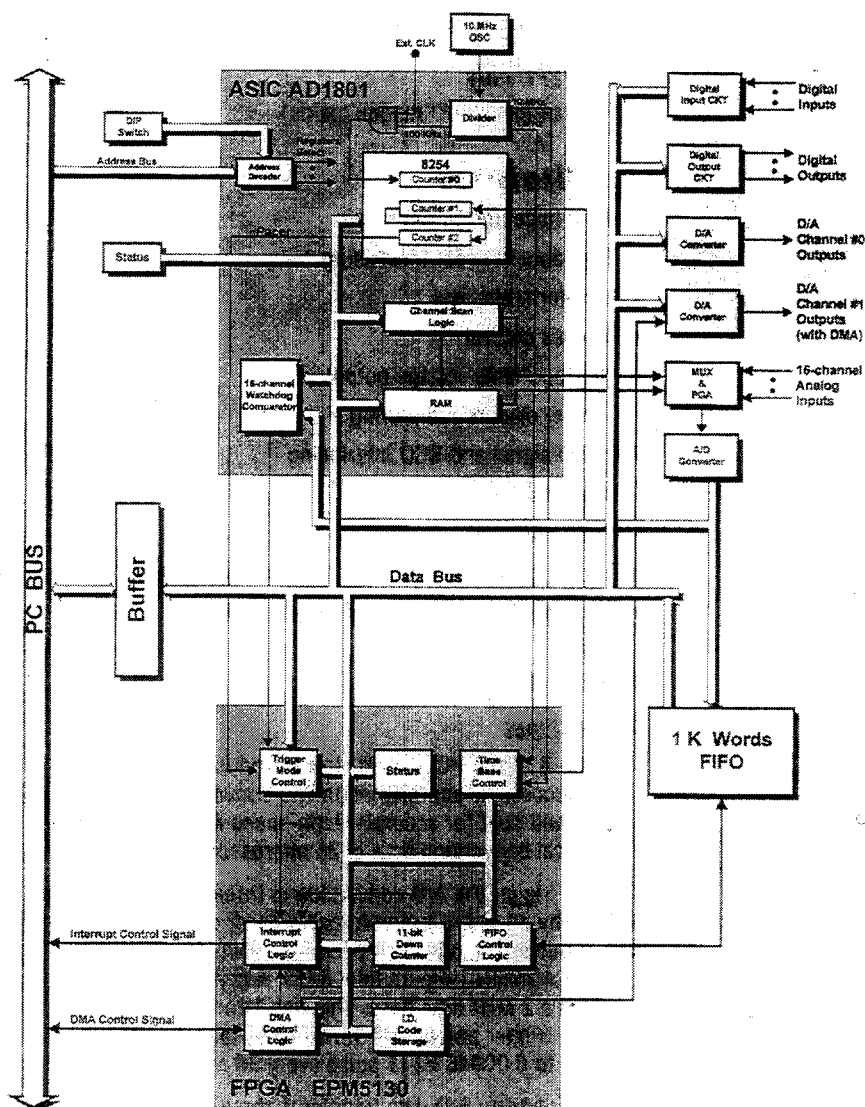 10 MHz
OSC
Ext. CLK
ASIC AD1801
Digital
Input CKT
Digital
Inputs
DIP
Switch
Divider
Address Bus
Address
Decoder
8254
Counter #0
Counter #1
Counter #2
Digital
Output CKT
Digital
Outputs
Pacer
D/A
Converter
D/A
Channel #0
Outputs
Status
D/A
Converter
D/A
Channel #1
Outputs
(with DMA)
Channel Scan
Logic
16-channel
Watchdog
Comparator
RAM
MUX
&
PGA
16-channel
Analog
Inputs
A/D
Converter
PC BUS
Buffer
Data Bus
1 K Words
FIFO
Trigger
Mode
Control
Status
Time
Base
Control
Interrupt Control Signal
Interrupt
Control
Logic
11-bit
Down
Counter
FIFO
Control
Logic
DMA Control Signal
DMA
Control
Logic
I.D.
Code
Storage
FPGA EPM5130